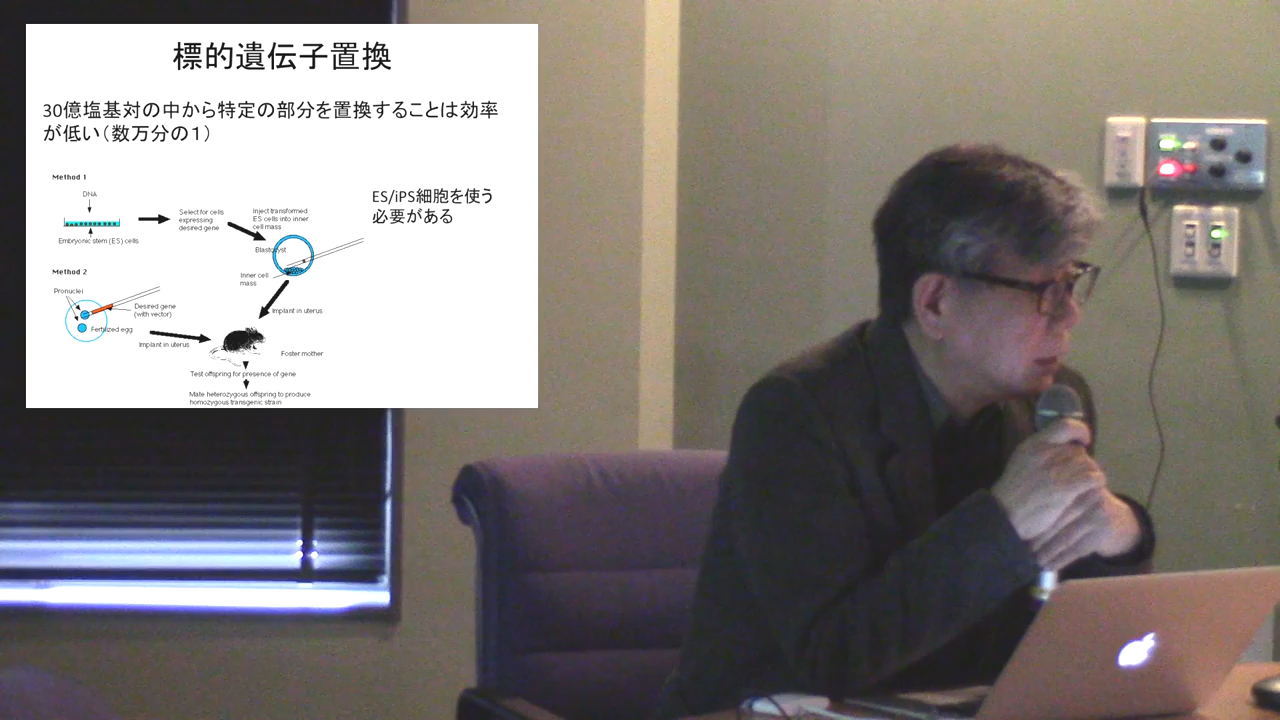 標的遺伝子置換
30億塩基対の中から特定の部分を置換することは効率
が低い（数万分の１）
Method 1
DNA
Embryonic stem (ES) cells
Select for cells
expressing
desired gene
Inject transformed
ES cells into inner
cell mass
ES/iPS細胞を使う
必要がある
Blastocyst
Inner cell
mass
Method 2
Pronuclei
Desired gene
(with vector)
Fertilized egg
Implant in uterus
Implant in uterus
Foster mother
Test offspring for presence of gene
Mate heterozygous offspring to produce
homozygous transgenic strain